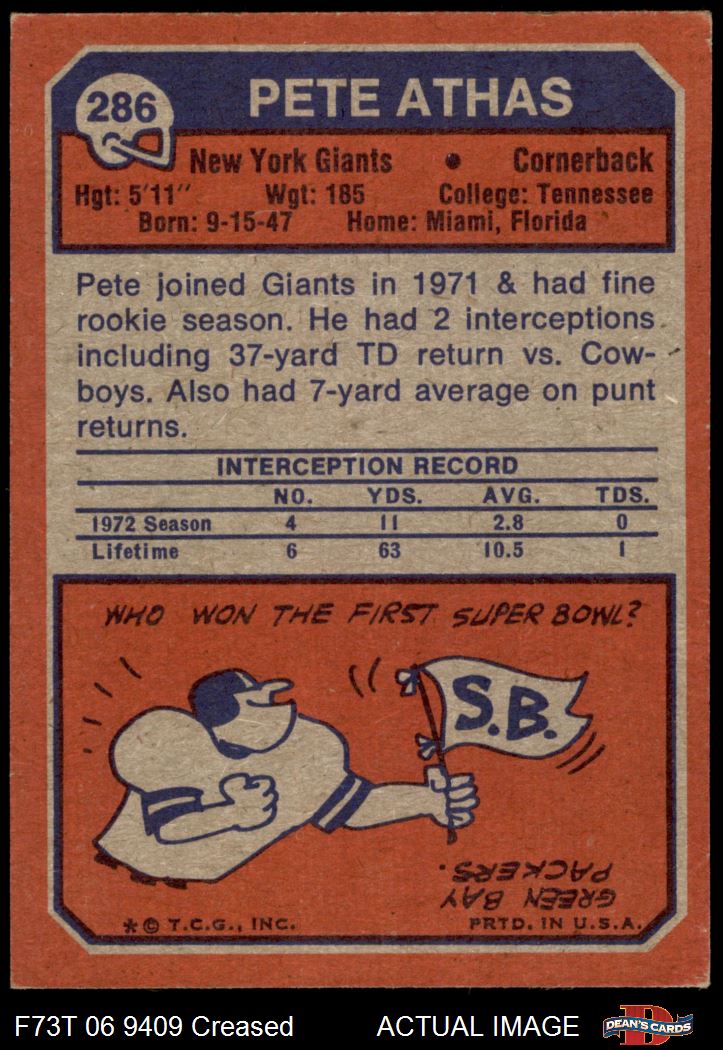 286
PETE ATHAS
New York Giants • Cornerback
Hgt: 5'11" Wgt: 185 College: Tennessee
Born: 9-15-47 Home: Miami, Florida
Pete joined Giants in 1971 & had fine
rookie season. He had 2 interceptions
including 37-yard TD return vs. Cow-
boys. Also had 7-yard average on punt
returns.
INTERCEPTION RECORD
NO. YDS. AVG. TDS.
1972 Season 4 11 2.8 0
Lifetime 6 63 10.5 1
WHO WON THE FIRST SUPER BOWL?
S.B.
GREEN BAY
PACKERS.
* © T.C.G., INC. PRTD. IN U.S.A.
F73T 06 9409 Creased ACTUAL IMAGE
D
DEAN'S CARDS